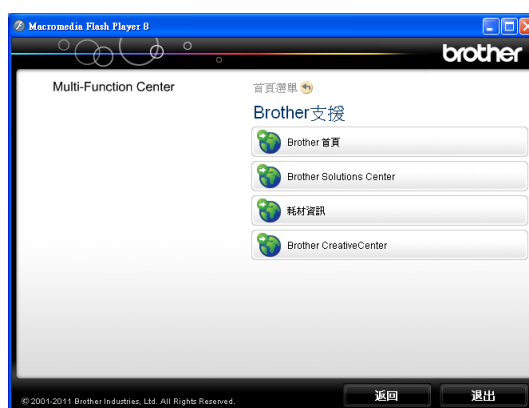 Macromedia Flash Player 8
brother
Multi-Function Center
首頁選單
Brother支援
Brother 首頁
Brother Solutions Center
耗材資訊
Brother CreativeCenter
© 2001-2011 Brother Industries, Ltd. All Rights Reserved.
返回
退出